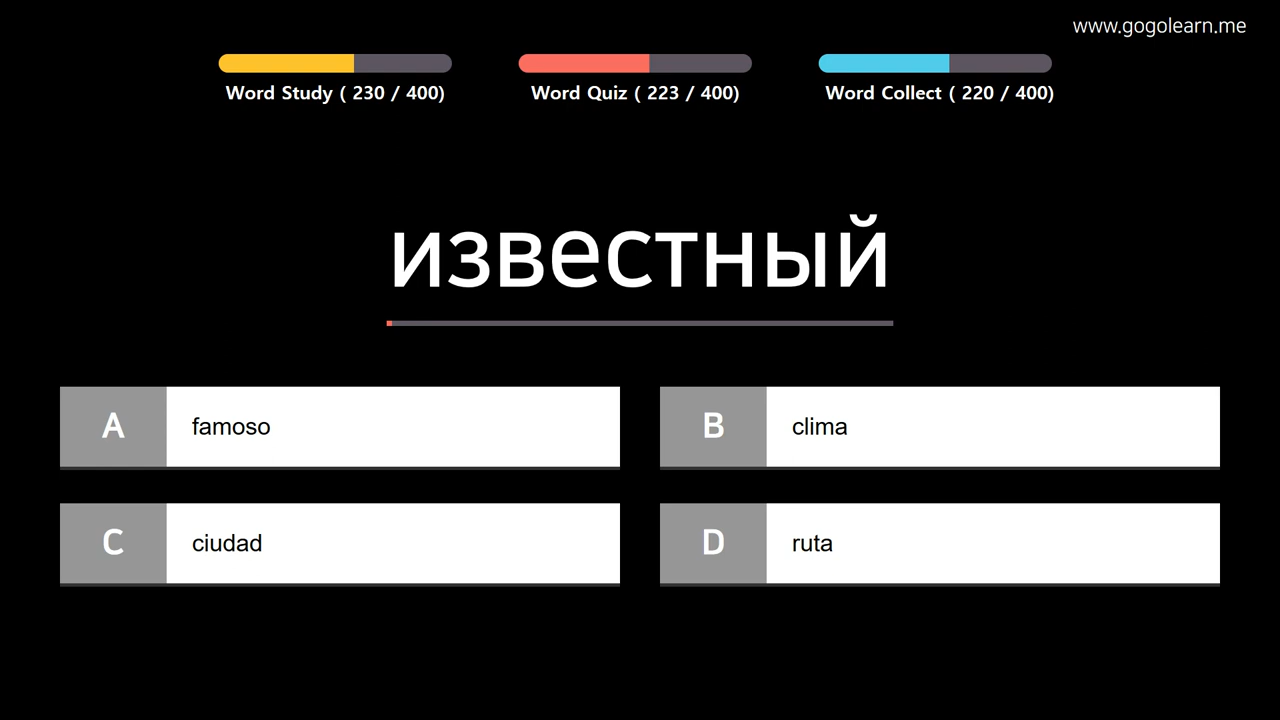 www.gogolearn.me
Word Study ( 230 / 400)
Word Quiz ( 223 / 400)
Word Collect ( 220 / 400)
известный
A famoso
B clima
C ciudad
D ruta